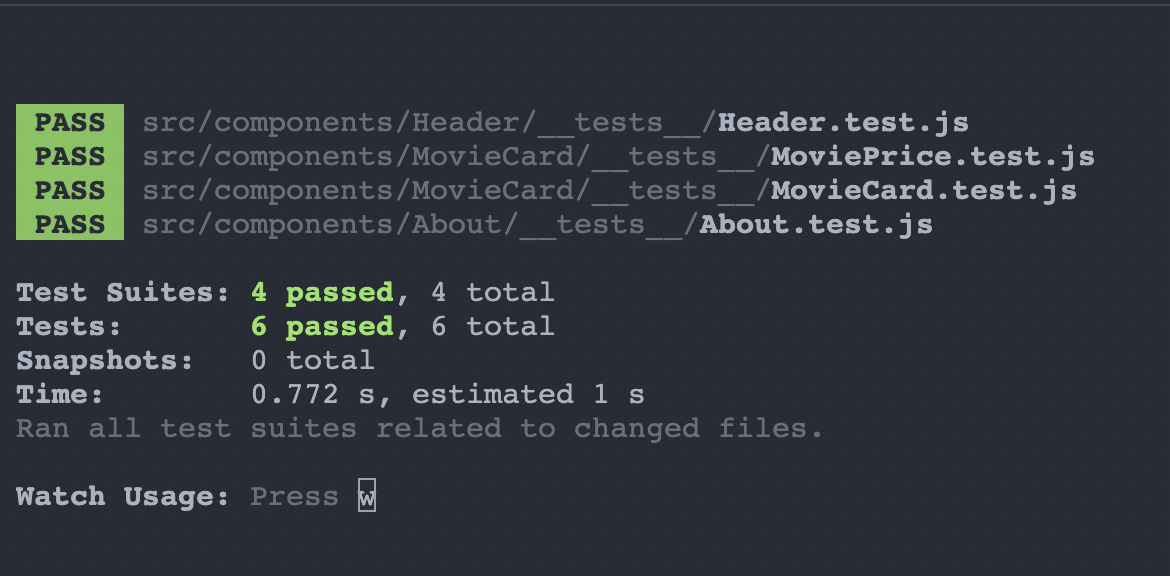 PASS src/components/Header/__tests__/Header.test.js
PASS src/components/MovieCard/__tests__/MoviePrice.test.js
PASS src/components/MovieCard/__tests__/MovieCard.test.js
PASS src/components/About/__tests__/About.test.js
Test Suites: 4 passed, 4 total
Tests: 6 passed, 6 total
Snapshots: 0 total
Time: 0.772 s, estimated 1 s
Ran all test suites related to changed files.
Watch Usage: Press w